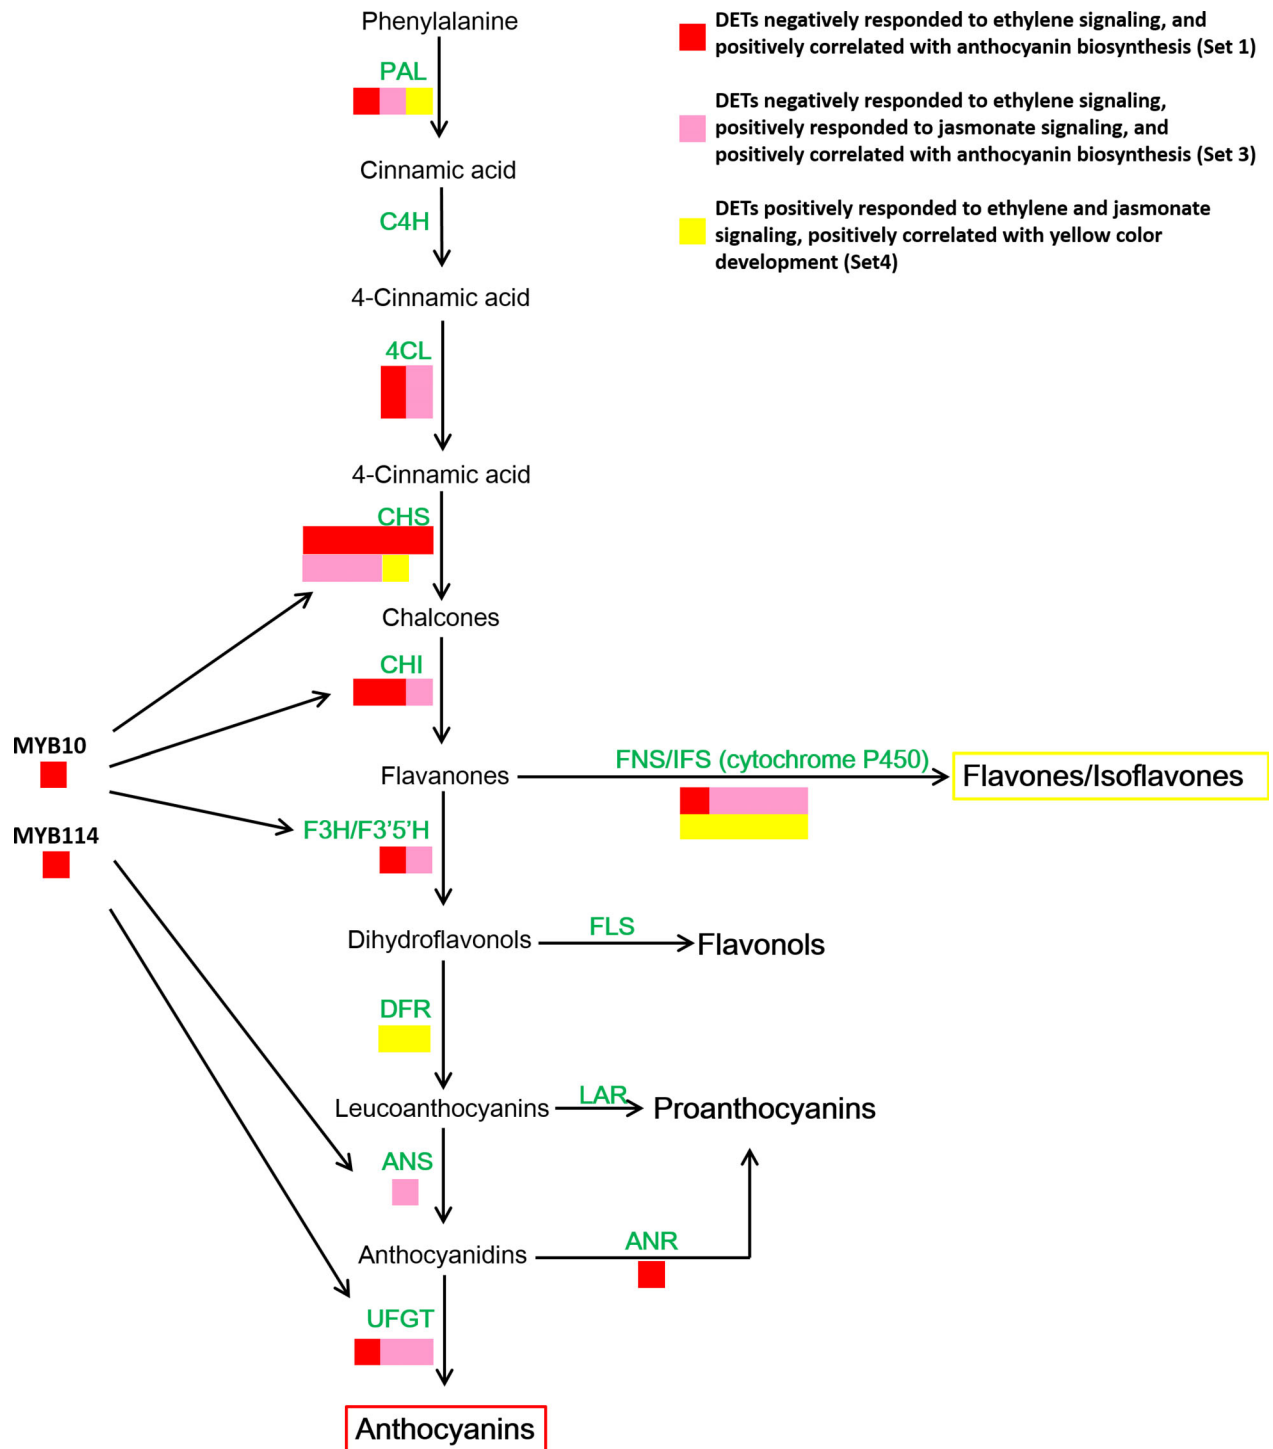 Phenylalanine
DETs negatively responded to ethylene signaling, and
positively correlated with anthocyanin biosynthesis (Set 1)
PAL
DETs negatively responded to ethylene signaling,
positively responded to jasmonate signaling, and
positively correlated with anthocyanin biosynthesis (Set 3)
Cinnamic acid
C4H
DETs positively responded to ethylene and jasmonate
signaling, positively correlated with yellow color
development (Set4)
4-Cinnamic acid
4CL
4-Cinnamic acid
CHS
Chalcones
CHI
MYB10
MYB114
Flavanones
FNS/IFS (cytochrome P450)
Flavones/Isoflavones
F3H/F3'5'H
Dihydroflavonols
FLS
Flavonols
DFR
Leucoanthocyanins
LAR
Proanthocyanins
ANS
Anthocyanidins
ANR
UFGT
Anthocyanins